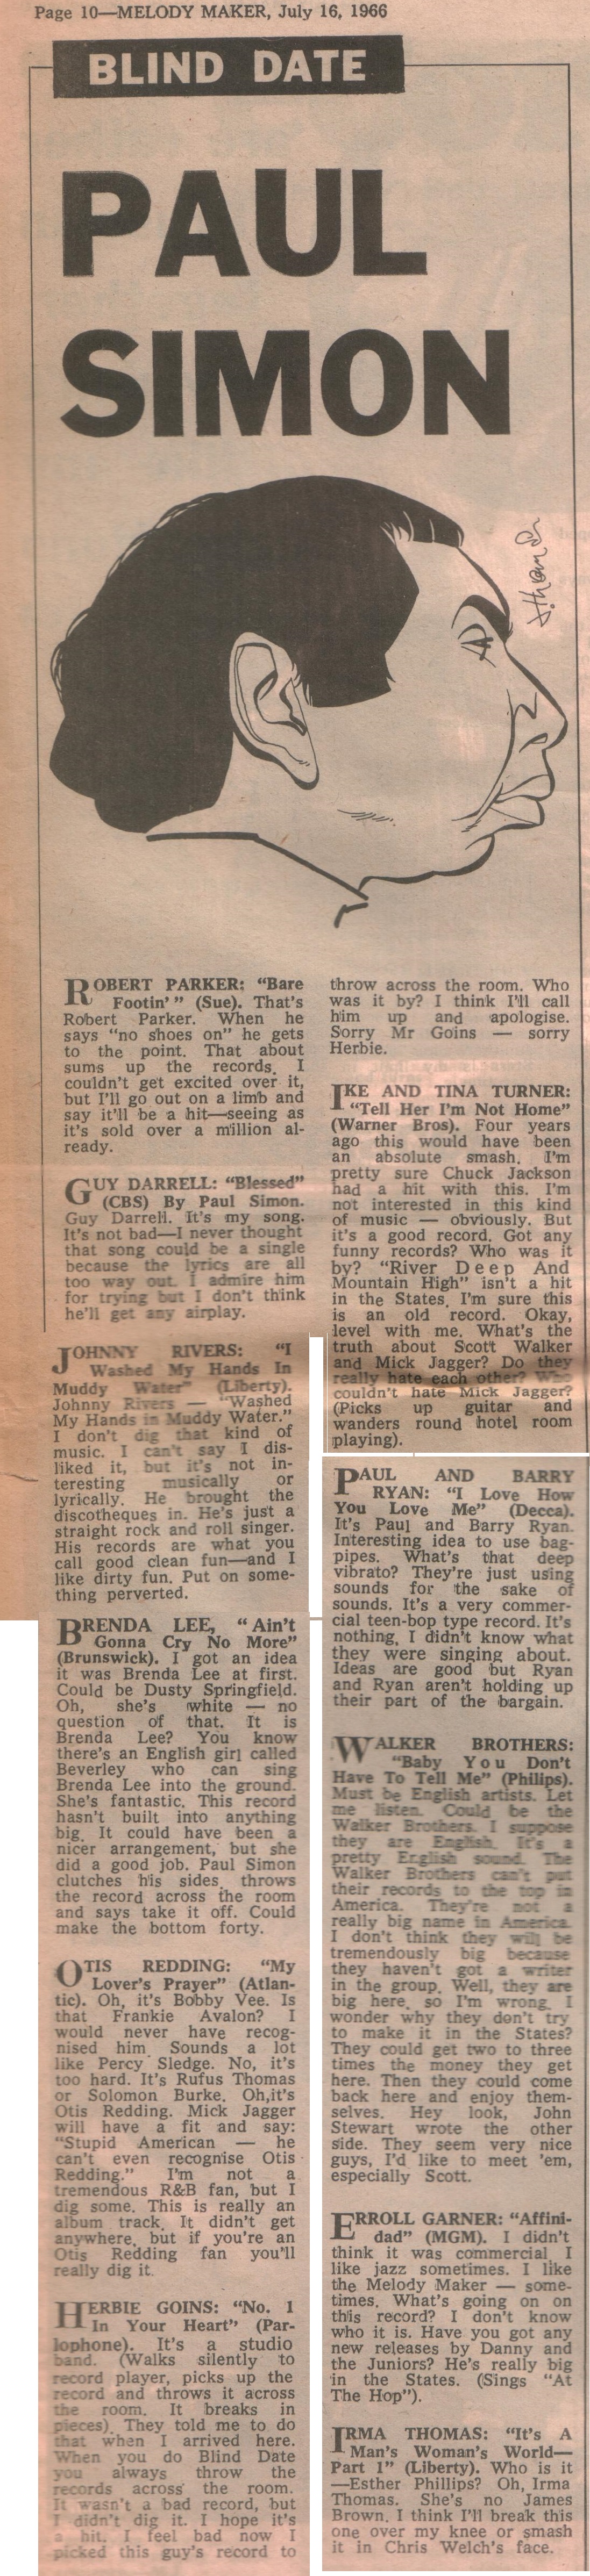 Page 10—MELODY MAKER, July 16, 1966
BLIND DATE
PAUL
SIMON
ROBERT PARKER: “Bare
Footin’” (Sue). That's
Robert Parker. When he
says “no shoes on” he gets
to the point. That about
sums up the records. I
couldn't get excited over it,
but I'll go out on a limb and
say it'll be a hit—seeing as
it's sold over a million al-
ready.
GUY DARRELL: “Blessed”
(CBS) By Paul Simon.
Guy Darrell. It's my song.
It's not bad—I never thought
that song could be a single
because the lyrics are all
too way out. I admire him
for trying but I don't think
he'll get any airplay.
JOHNNY RIVERS: “I
Washed My Hands In
Muddy Water” (Liberty).
Johnny Rivers — “Washed
My Hands in Muddy Water.”
I don't dig that kind of
music. I can't say I dis-
liked it, but it's not in-
teresting musically or
lyrically. He brought the
discotheques in. He's just a
straight rock and roll singer.
His records are what you
call good clean fun—and I
like dirty fun. Put on some-
thing perverted.
BRENDA LEE, “Ain't
Gonna Cry No More”
(Brunswick). I got an idea
it was Brenda Lee at first.
Could be Dusty Springfield.
Oh, she's white — no
question of that. It is
Brenda Lee? You know
there's an English girl called
Beverley who can sing
Brenda Lee into the ground.
She's fantastic. This record
hasn't built into anything
big. It could have been a
nicer arrangement, but she
did a good job. Paul Simon
clutches his sides, throws
the record across the room
and says take it off. Could
make the bottom forty.
OTIS REDDING: “My
Lover's Prayer” (Atlan-
tic). Oh, it's Bobby Vee. Is
that Frankie Avalon? I
would never have recog-
nised him. Sounds a lot
like Percy Sledge. No, it's
too hard. It's Rufus Thomas
or Solomon Burke. Oh,it's
Otis Redding. Mick Jagger
will have a fit and say:
“Stupid American — he
can't even recognise Otis
Redding.” I'm not a
tremendous R&B fan, but I
dig some. This is really an
album track. It didn't get
anywhere, but if you're an
Otis Redding fan you'll
really dig it.
HERBIE GOINS: “No. 1
In Your Heart” (Par-
lophone). It's a studio
band. (Walks silently to
record player, picks up the
record and throws it across
the room. It breaks in
pieces). They told me to do
that when I arrived here.
When you do Blind Date
you always throw the
records across the room.
It wasn't a bad record, but
I didn't dig it. I hope it's
a hit. I feel bad now I
picked this guy's record to
throw across the room. Who
was it by? I think I'll call
him up and apologise.
Sorry Mr Goins — sorry
Herbie.
IKE AND TINA TURNER:
“Tell Her I'm Not Home”
(Warner Bros). Four years
ago this would have been
an absolute smash. I'm
pretty sure Chuck Jackson
had a hit with this. I'm
not interested in this kind
of music — obviously. But
it's a good record. Got any
funny records? Who was it
by? “River Deep And
Mountain High” isn't a hit
in the States. I'm sure this
is an old record. Okay,
level with me. What's the
truth about Scott Walker
and Mick Jagger? Do they
really hate each other? Who
couldn't hate Mick Jagger?
(Picks up guitar and
wanders round hotel room
playing).
PAUL AND BARRY
RYAN: “I Love How
You Love Me” (Decca).
It's Paul and Barry Ryan.
Interesting idea to use bag-
pipes. What's that deep
vibrato? They're just using
sounds for the sake of
sounds. It's a very commer-
cial teen-bop type record. It's
nothing, I didn't know what
they were singing about.
Ideas are good but Ryan
and Ryan aren't holding up
their part of the bargain.
WALKER BROTHERS:
“Baby You Don't
Have To Tell Me” (Philips).
Must be English artists. Let
me listen. Could be the
Walker Brothers. I suppose
they are English. It's a
pretty English sound. The
Walker Brothers can't put
their records to the top in
America. They're not a
really big name in America.
I don't think they will be
tremendously big because
they haven't got a writer
in the group. Well, they are
big here, so I'm wrong. I
wonder why they don't try
to make it in the States?
They could get two to three
times the money they get
here. Then they could come
back here and enjoy them-
selves. Hey look, John
Stewart wrote the other
side. They seem very nice
guys, I'd like to meet 'em,
especially Scott.
ERROLL GARNER: “Affini-
dad” (MGM). I didn't
think it was commercial I
like jazz sometimes. I like
the Melody Maker — some-
times. What's going on on
this record? I don't know
who it is. Have you got any
new releases by Danny and
the Juniors? He's really big
in the States. (Sings “At
The Hop”).
IRMA THOMAS: “It's A
Man's Woman's World—
Part 1” (Liberty). Who is it
—Esther Phillips? Oh, Irma
Thomas. She's no James
Brown. I think I'll break this
one over my knee or smash
it in Chris Welch's face.